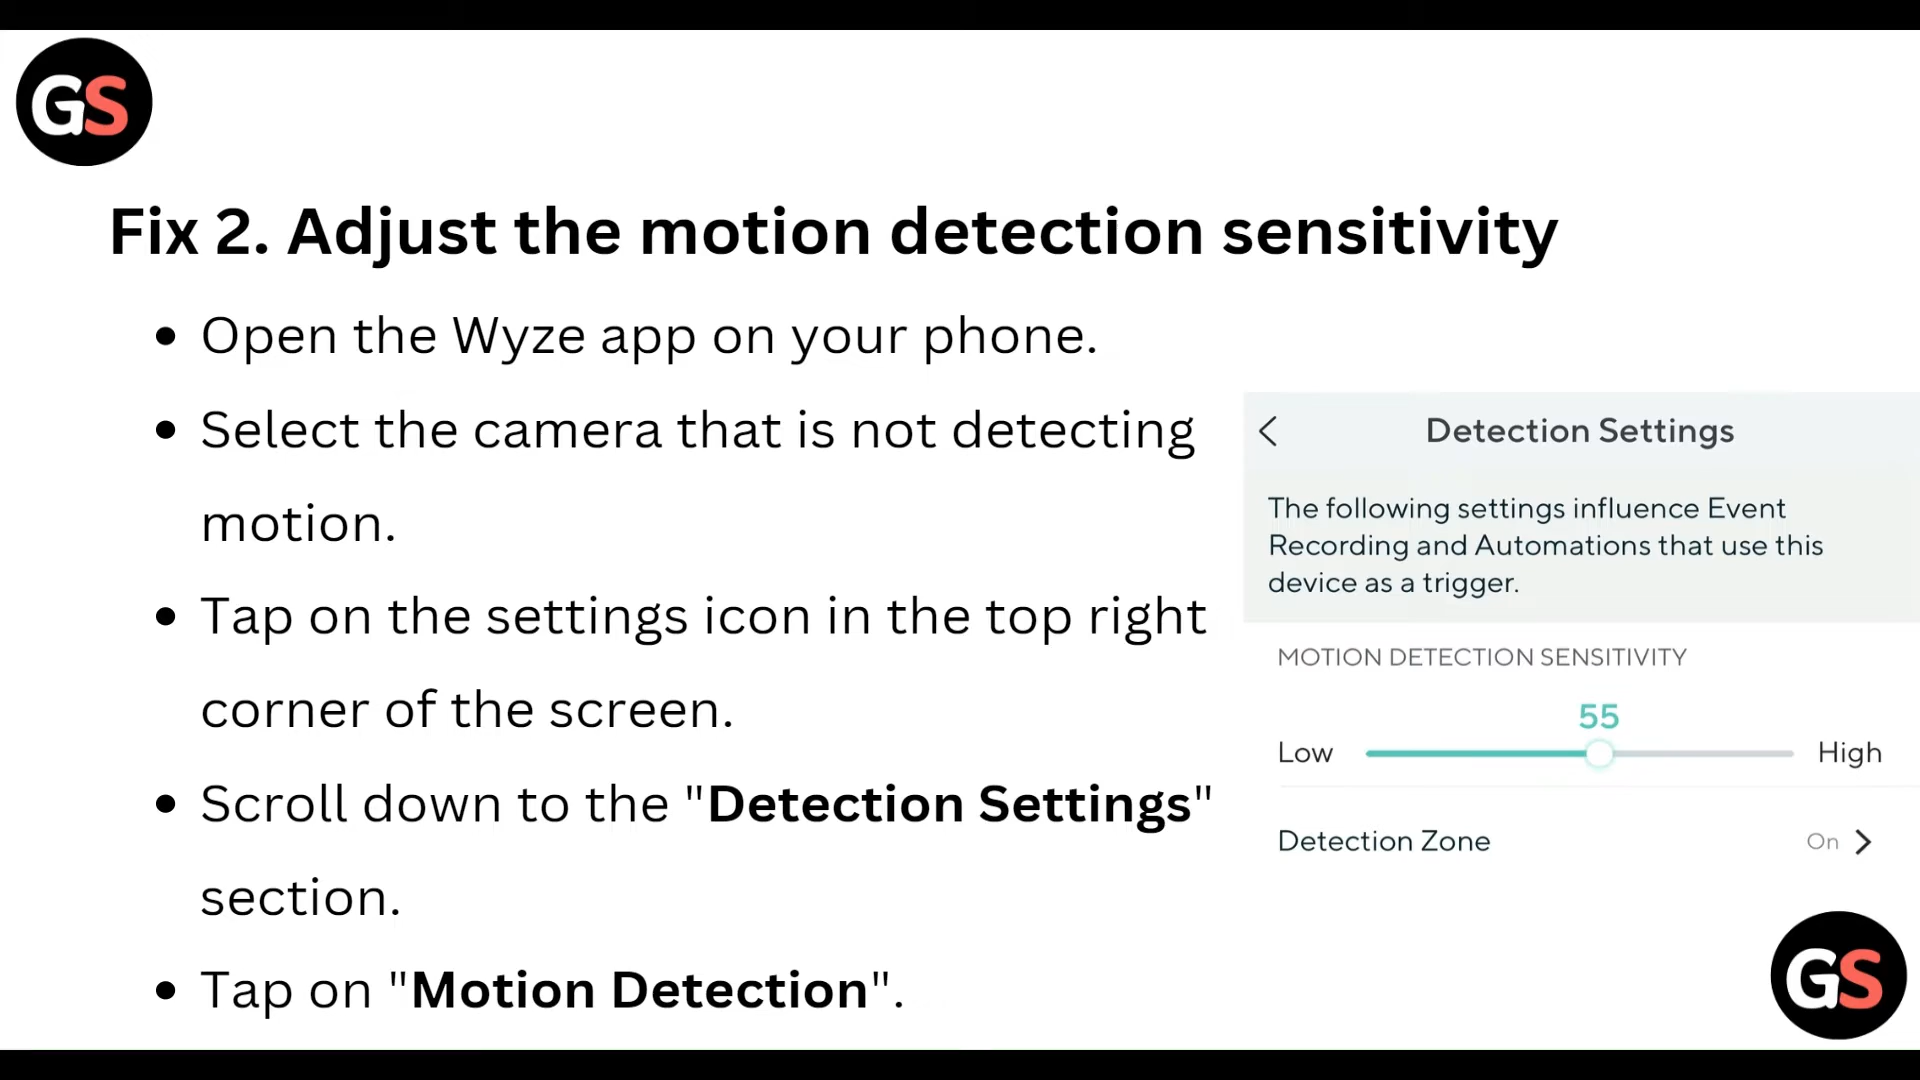 GS
Fix 2. Adjust the motion detection sensitivity
Open the Wyze app on your phone.
Select the camera that is not detecting
motion.
Tap on the settings icon in the top right
corner of the screen.
Scroll down to the "Detection Settings"
section.
Tap on "Motion Detection".
Detection Settings
The following settings influence Event
Recording and Automations that use this
device as a trigger.
MOTION DETECTION SENSITIVITY
55
Low High
Detection Zone On
GS